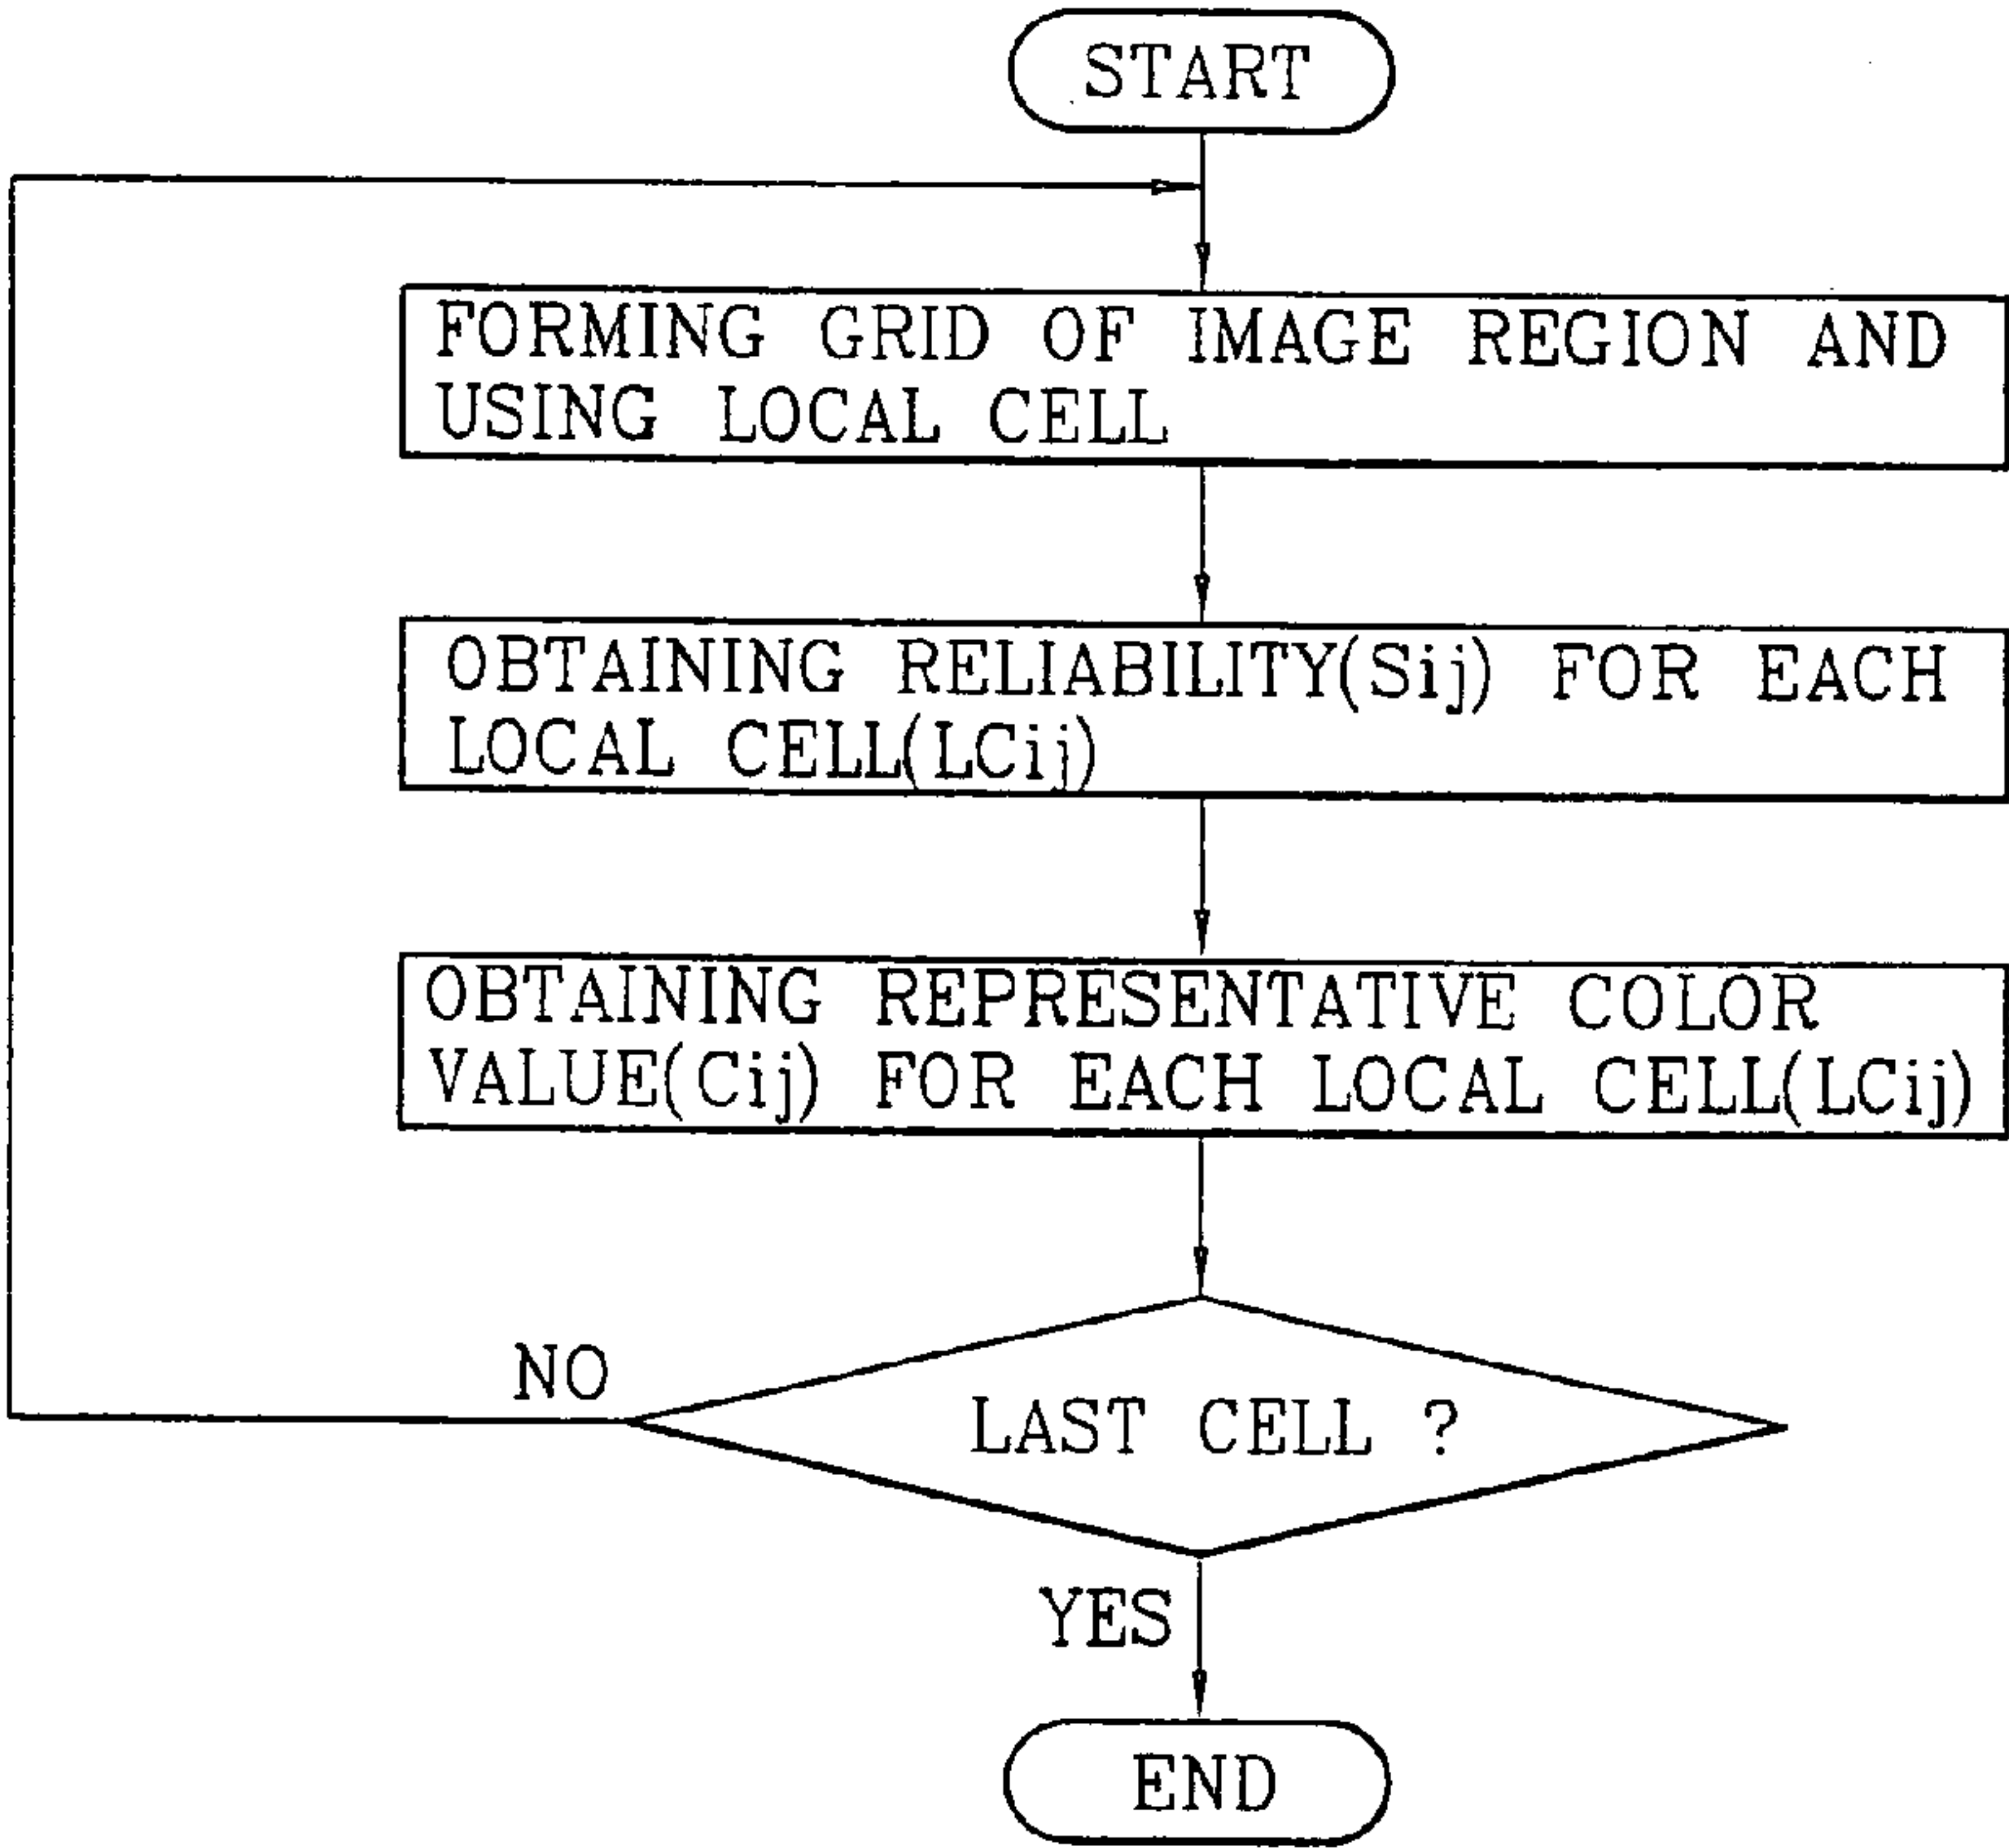 START
FORMING GRID OF IMAGE REGION AND
USING LOCAL CELL
OBTAINING RELIABILITY(Sij) FOR EACH
LOCAL CELL(LCij)
OBTAINING REPRESENTATIVE COLOR
VALUE(Cij) FOR EACH LOCAL CELL(LCij)
NO
LAST CELL ?
YES
END